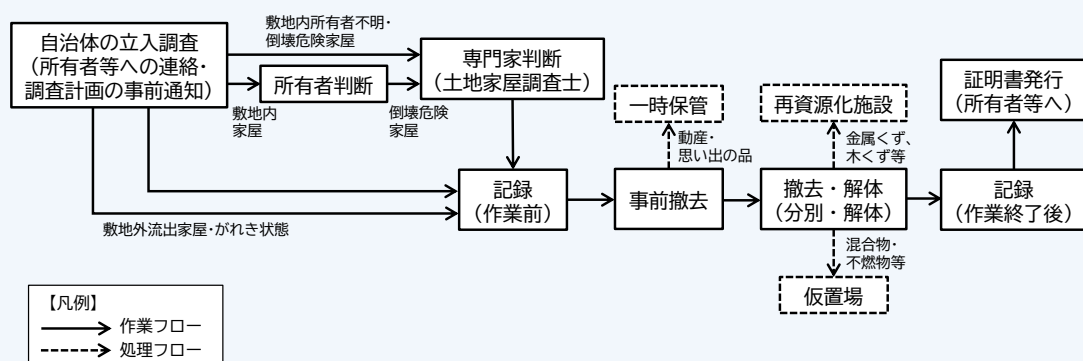 自治体の立入調査
(所有者等への連絡・
調査計画の事前通知)
敷地内所有者不明・
倒壊危険家屋
所有者判断
敷地内
家屋
倒壊危険
家屋
専門家判断
(土地家屋調査士)
敷地外流出家屋・がれき状態
記録
(作業前)
一時保管
動産・
思い出の品
事前撤去
再資源化施設
金属くず、
木くず等
撤去・解体
(分別・解体)
混合物・
不燃物等
仮置場
証明書発行
(所有者等へ)
記録
(作業終了後)
【凡例】
作業フロー
処理フロー